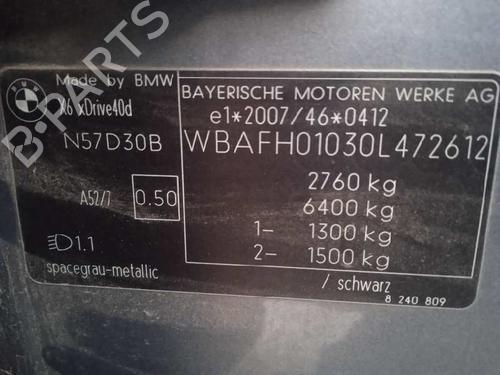 BMW
Made by BMW
X6 xDrive40d
N57D30B
A52/7 0.50
1.1
spacegrau-metallic
BAYERISCHE MOTOREN WERKE AG
e1*2007/46*0412
WBAFH01030L472612
2760 kg
6400 kg
1- 1300 kg
2- 1500 kg
/ schwarz
8 240 809
B-PARTS